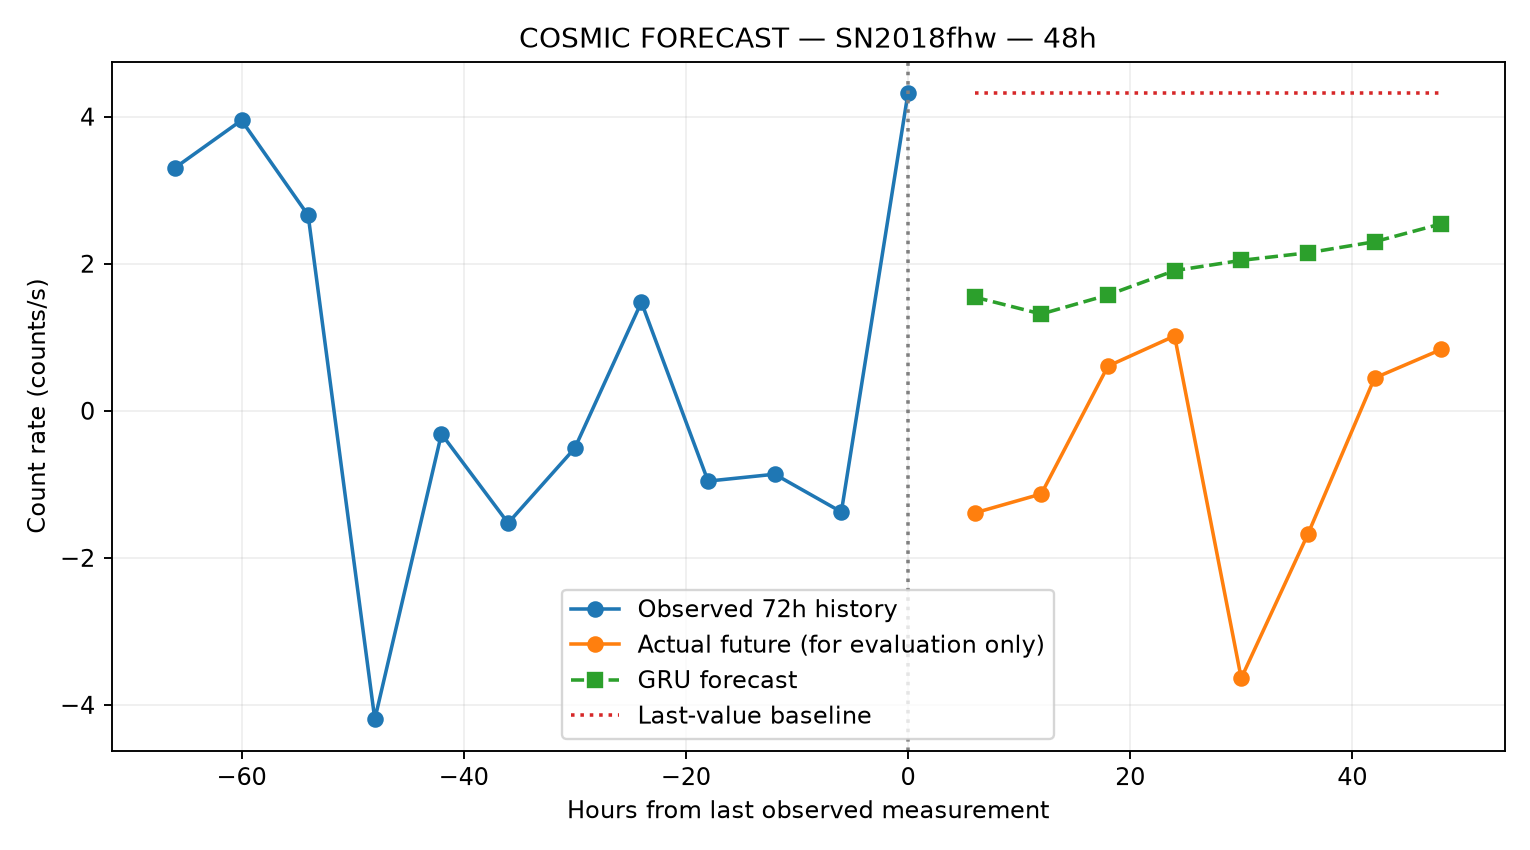 COSMIC FORECAST — SN2018fhw — 48h
Count rate (counts/s)
4
2
0
−2
−4
Observed 72h history
Actual future (for evaluation only)
GRU forecast
Last-value baseline
−60 −40 −20 0 20 40
Hours from last observed measurement